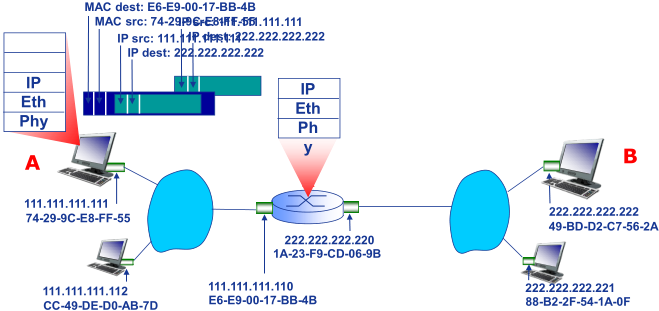 MAC dest: E6-E9-00-17-BB-4B
MAC src: 74-29-9C-E8-FF-55
IP src: 111.111.111.111
IP dest: 222.222.222.222
IP src: 111.111.111.111
IP dest: 222.222.222.222
IP
Eth
Phy
IP
Eth
Ph
y
A
B
111.111.111.111
74-29-9C-E8-FF-55
222.222.222.222
49-BD-D2-C7-56-2A
222.222.222.220
1A-23-F9-CD-06-9B
111.111.111.112
CC-49-DE-D0-AB-7D
111.111.111.110
E6-E9-00-17-BB-4B
222.222.222.221
88-B2-2F-54-1A-0F